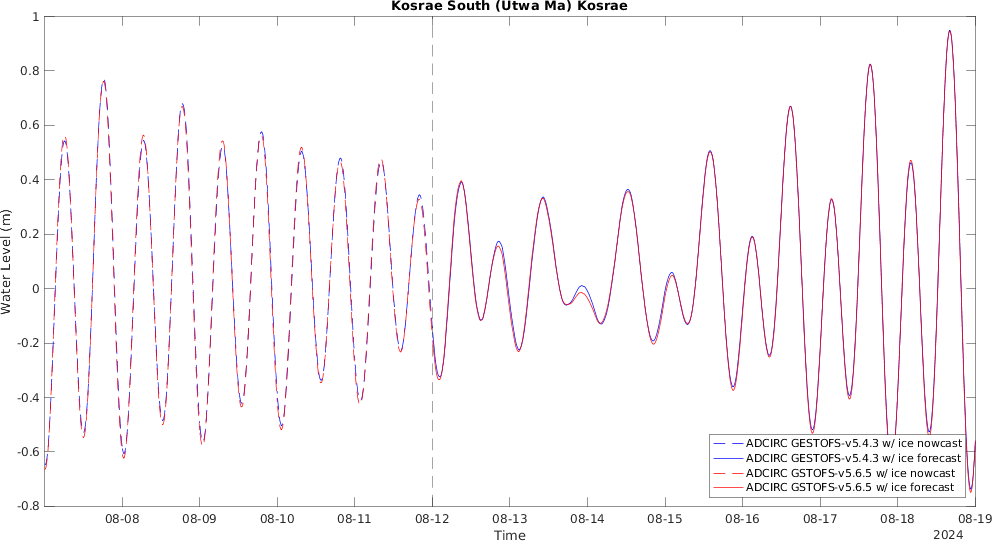 Kosrae South (Utwa Ma) Kosrae
Water Level (m)
1
0.8
0.6
0.4
0.2
0
-0.2
-0.4
-0.6
-0.8
ADCIRC GESTOFS-v5.4.3 w/ ice nowcast
ADCIRC GESTOFS-v5.4.3 w/ ice forecast
ADCIRC GSTOFS-v5.6.5 w/ ice nowcast
ADCIRC GSTOFS-v5.6.5 w/ ice forecast
08-08 08-09 08-10 08-11 08-12 08-13 08-14 08-15 08-16 08-17 08-18 08-19
Time
2024